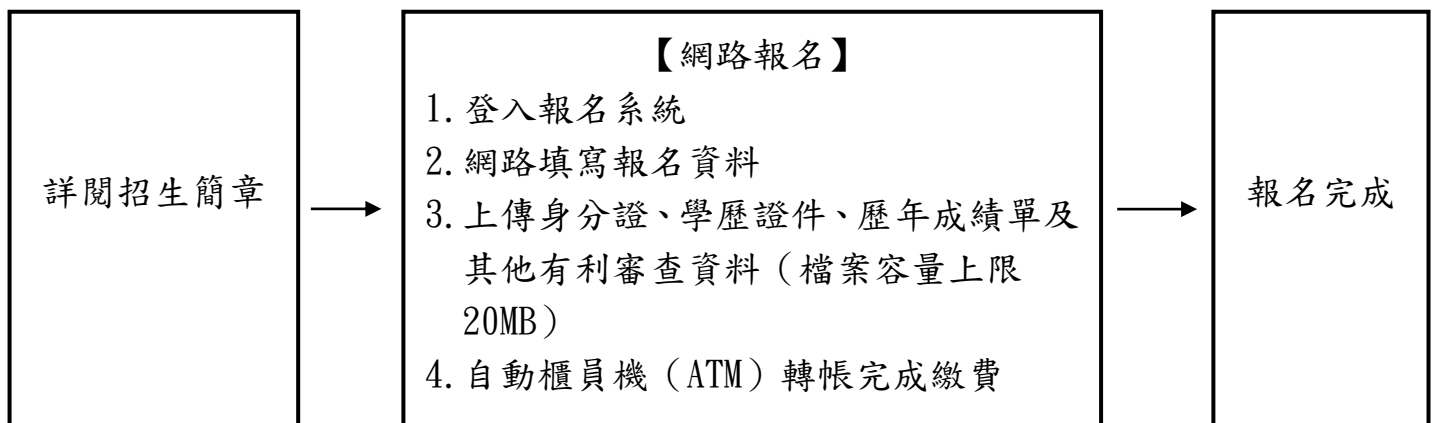 詳閱招生簡章
【網路報名】
1.登入報名系統
2.網路填寫報名資料
3.上傳身分證、學歷證件、歷年成績單及
其他有利審查資料（檔案容量上限
20MB）
4.自動櫃員機（ATM）轉帳完成繳費
報名完成